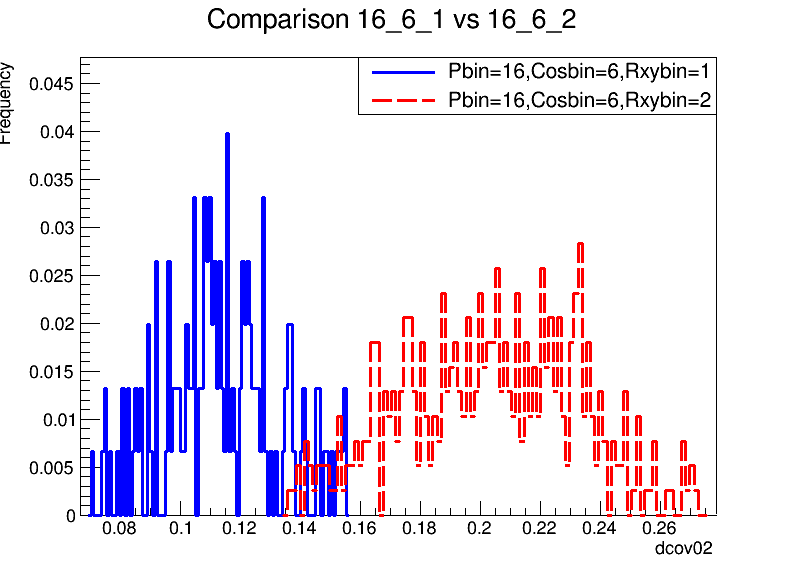 Comparison 16_6_1 vs 16_6_2
Frequency
Pbin=16,Cosbin=6,Rxybin=1
Pbin=16,Cosbin=6,Rxybin=2
0.045
0.04
0.035
0.03
0.025
0.02
0.015
0.01
0.005
0
0.08 0.1 0.12 0.14 0.16 0.18 0.2 0.22 0.24 0.26
dcov02